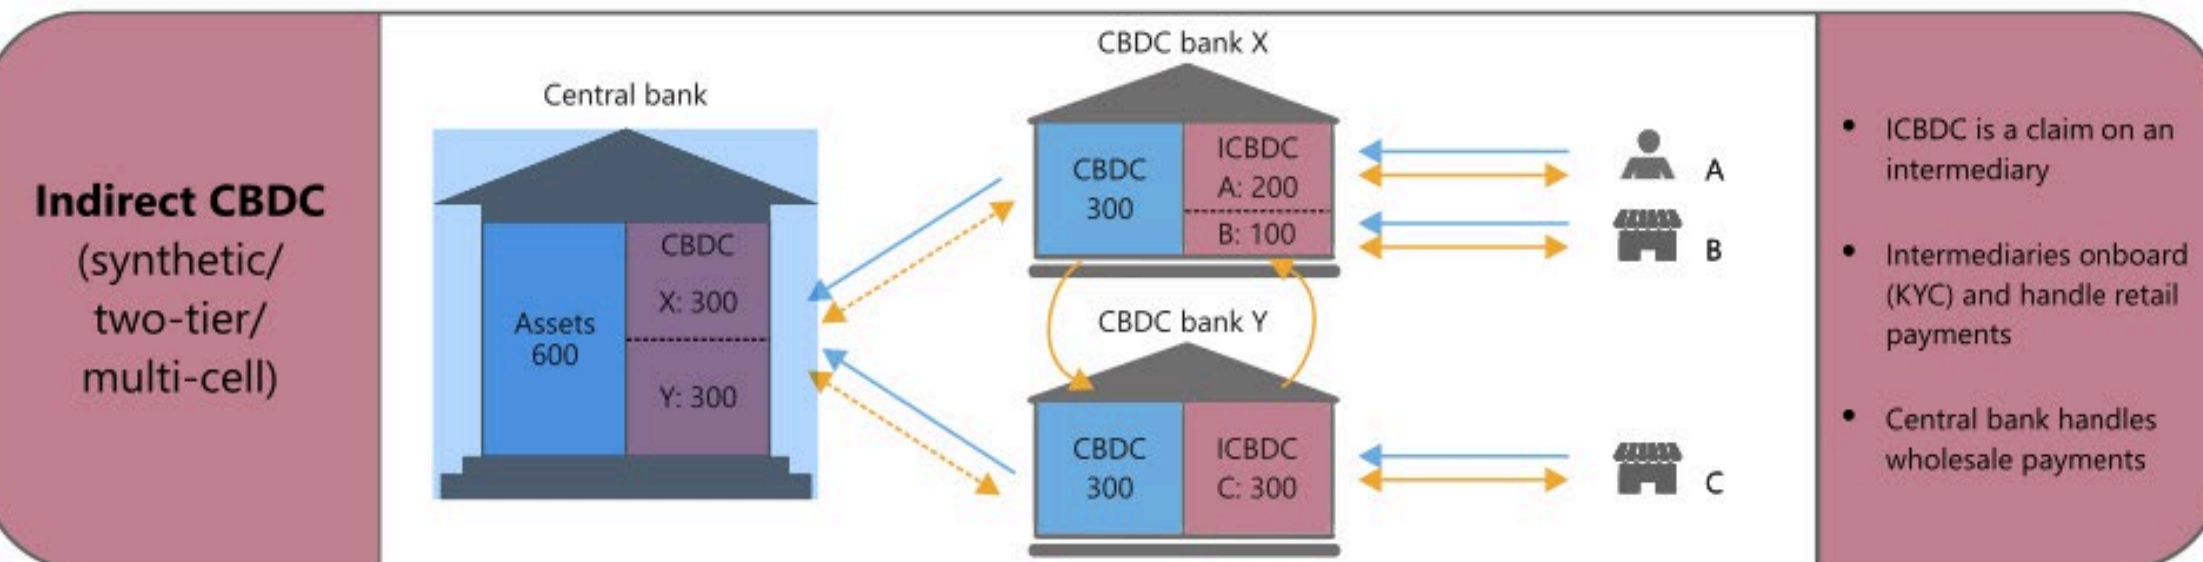 Indirect CBDC
(synthetic/
two-tier/
multi-cell)
Central bank
Assets
600
CBDC
X: 300
Y: 300
CBDC bank X
CBDC
300
ICBDC
A: 200
B: 100
CBDC bank Y
CBDC
300
ICBDC
C: 300
A
B
C
• ICBDC is a claim on an
intermediary
• Intermediaries onboard
(KYC) and handle retail
payments
• Central bank handles
wholesale payments